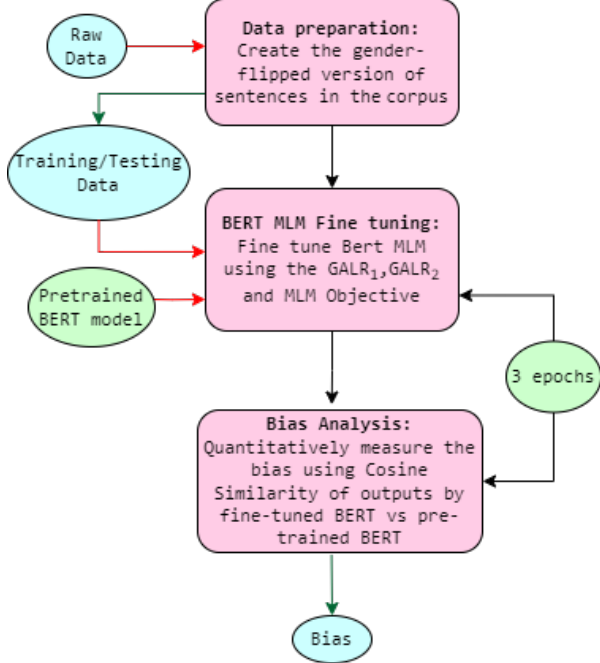 Raw
Data
Data preparation:
Create the gender-
flipped version of
sentences in the corpus
Training/Testing
Data
BERT MLM Fine tuning:
Fine tune Bert MLM
using the GALR₁,GALR₂
and MLM Objective
Pretrained
BERT model
3 epochs
Bias Analysis:
Quantitatively measure the
bias using Cosine
Similarity of outputs by
fine-tuned BERT vs pre-
trained BERT
Bias